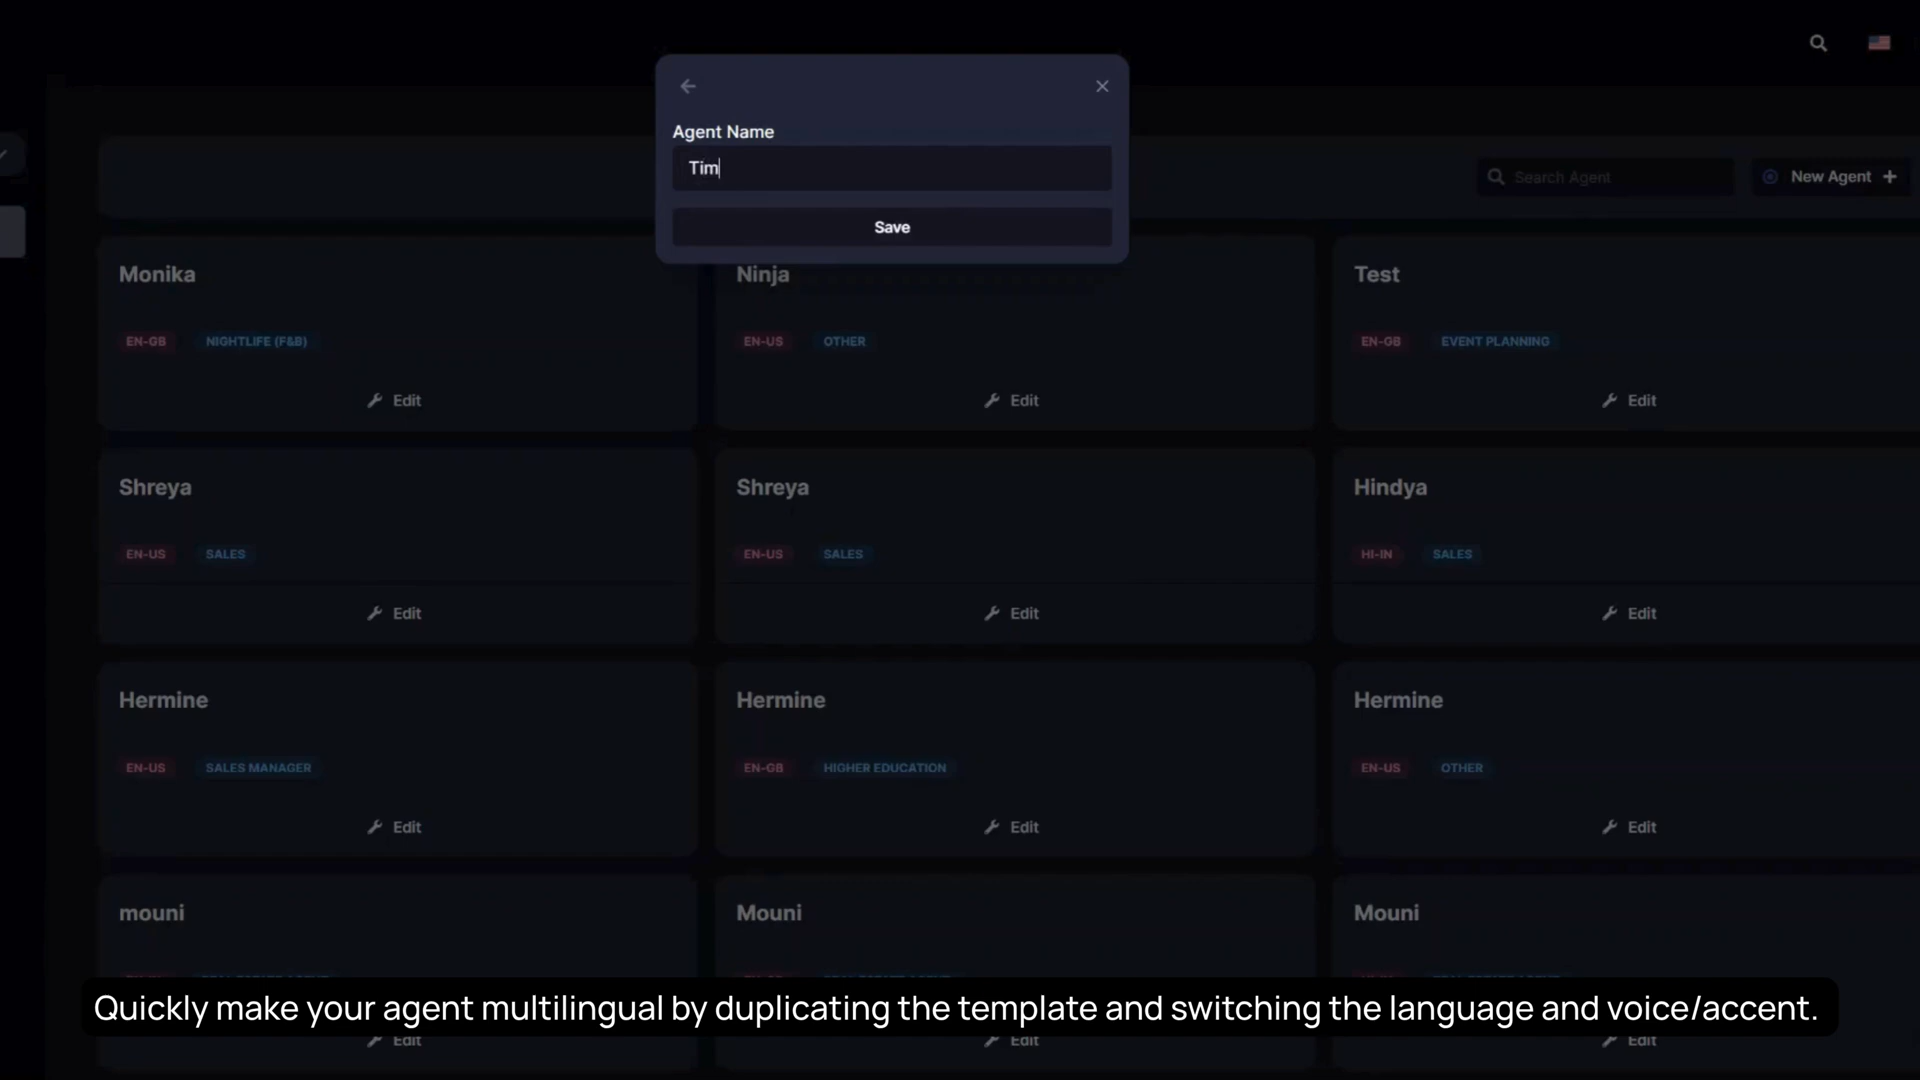 Agent Name
Tim
Save
Search Agent
New Agent +
Monika
Ninja
Test
EN-GB NIGHTLIFE (F&B)
EN-US OTHER
EN-GB EVENT PLANNING
Edit
Edit
Edit
Shreya
Shreya
Hindya
EN-US SALES
EN-US SALES
HI-IN SALES
Edit
Edit
Edit
Hermine
Hermine
Hermine
EN-US SALES MANAGER
EN-GB HIGHER EDUCATION
EN-US OTHER
Edit
Edit
Edit
mouni
Mouni
Mouni
Quickly make your agent multilingual by duplicating the template and switching the language and voice/accent.
Edit
Edit
Edit